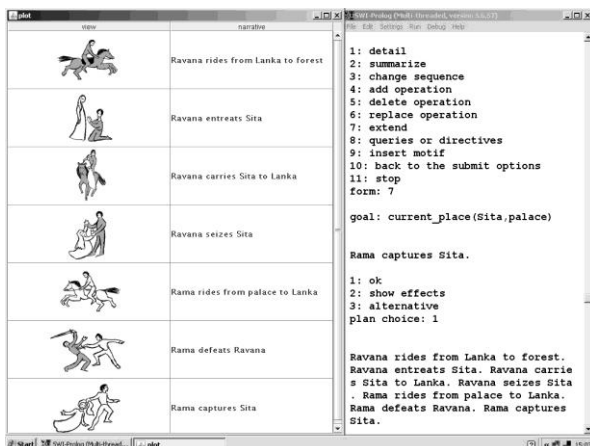 plot
view narrative
Ravana rides from Lanka to forest
Ravana entreats Sita
Ravana carries Sita to Lanka
Ravana seizes Sita
Rama rides from palace to Lanka
Rama defeats Ravana
Rama captures Sita
SWI-Prolog (Multi-threaded, version 5.6.57)
File Edit Settings Run Debug Help
1: detail
2: summarize
3: change sequence
4: add operation
5: delete operation
6: replace operation
7: extend
8: queries or directives
9: insert motif
10: back to the submit options
11: stop
form: 7
goal: current_place(Sita,palace)
Rama captures Sita.
1: ok
2: show effects
3: alternative
plan choice: 1
Ravana rides from Lanka to forest.
Ravana entreats Sita. Ravana carrie
s Sita to Lanka. Ravana seizes Sita
. Rama rides from palace to Lanka.
Rama defeats Ravana. Rama captures
Sita.
Start SWI-Prolog (Multi-thread... plot